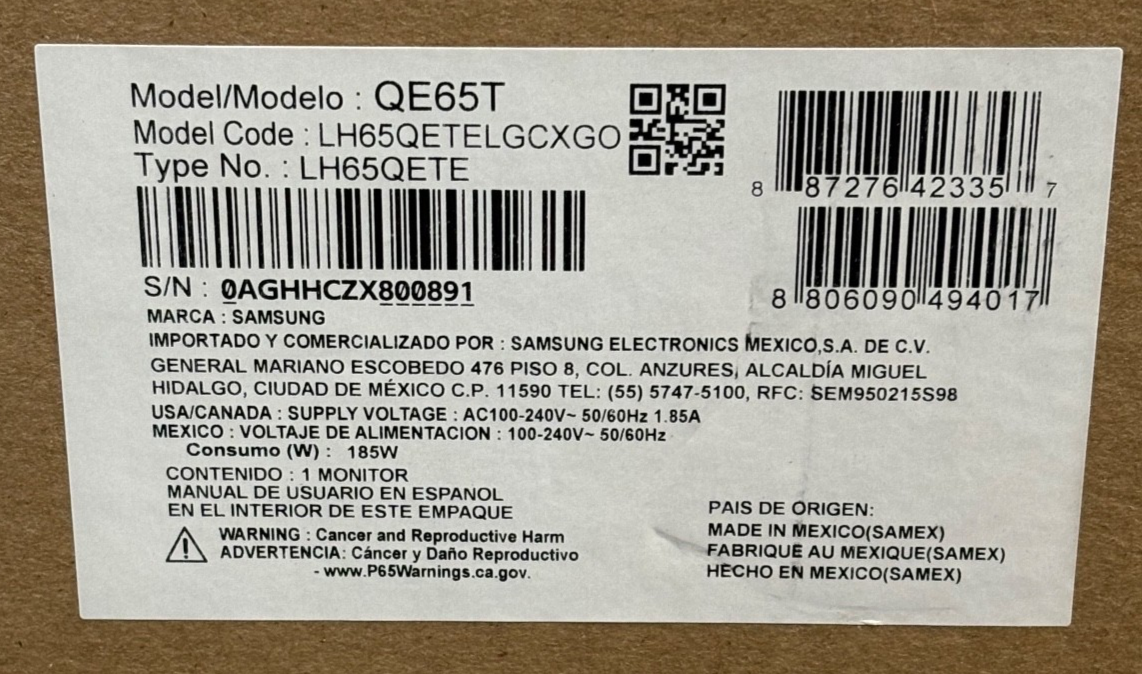 Model/Modelo : QE65T
Model Code : LH65QETELGCXGO
Type No. : LH65QETE
S/N : 0AGHHCZX800891
MARCA : SAMSUNG
IMPORTADO Y COMERCIALIZADO POR : SAMSUNG ELECTRONICS MEXICO,S.A. DE C.V.
GENERAL MARIANO ESCOBEDO 476 PISO 8, COL. ANZURES, ALCALDÍA MIGUEL
HIDALGO, CIUDAD DE MÉXICO C.P. 11590 TEL: (55) 5747-5100, RFC: SEM950215S98
USA/CANADA : SUPPLY VOLTAGE : AC100-240V~ 50/60Hz 1.85A
MEXICO : VOLTAJE DE ALIMENTACION : 100-240V~ 50/60Hz
Consumo (W) : 185W
CONTENIDO : 1 MONITOR
MANUAL DE USUARIO EN ESPANOL
EN EL INTERIOR DE ESTE EMPAQUE
WARNING : Cancer and Reproductive Harm
ADVERTENCIA: Cáncer y Daño Reproductivo
- www.P65Warnings.ca.gov.
8 87276 42335 7
8 806090 494017
PAIS DE ORIGEN:
MADE IN MEXICO(SAMEX)
FABRIQUÉ AU MEXIQUE(SAMEX)
HECHO EN MEXICO(SAMEX)